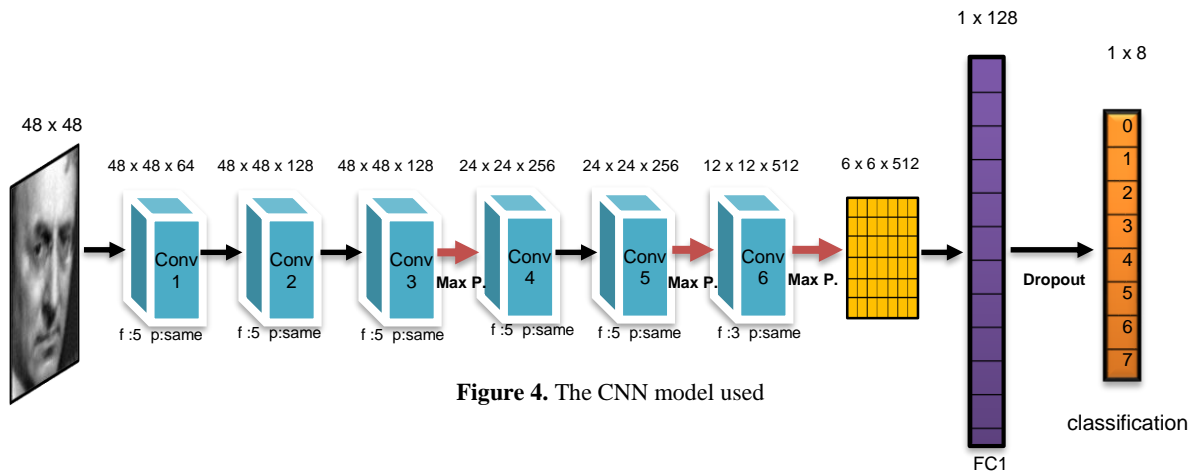 1 x 128
1 x 8
48 x 48
48 x 48 x 64
48 x 48 x 128
48 x 48 x 128
24 x 24 x 256
24 x 24 x 256
12 x 12 x 512
6 x 6 x 512
Conv
1
Conv
2
Conv
3
Max P.
Conv
4
Conv
5
Max P.
Conv
6
Max P.
f :5 p:same
f :5 p:same
f :5 p:same
f :5 p:same
f :5 p:same
f :3 p:same
Dropout
0
1
2
3
4
5
6
7
Figure 4. The CNN model used
classification
FC1